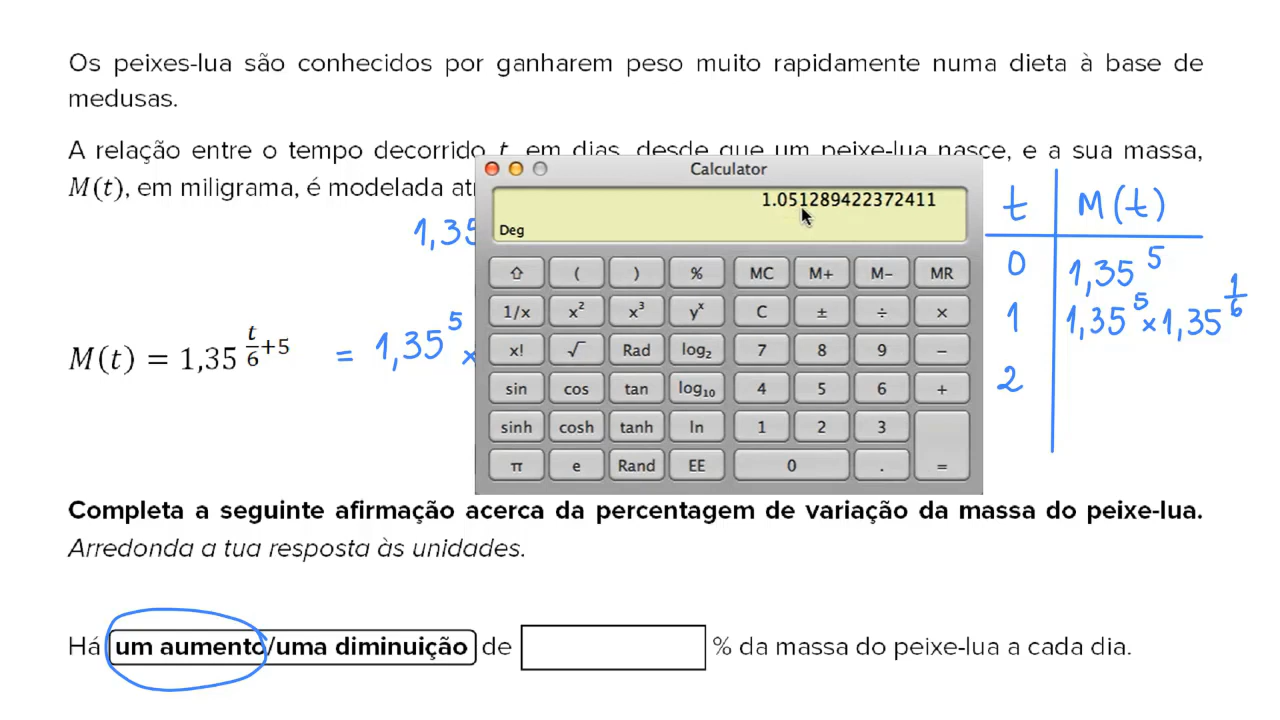 Os peixes-lua são conhecidos por ganharem peso muito rapidamente numa dieta à base de
medusas.
A relação entre o tempo decorrido t, em dias, desde que um peixe-lua nasce, e a sua massa,
M(t), em miligrama, é modelada at
Calculator
1.051289422372411
Deg
⇧ ( ) % MC M+ M− MR
1/x x² x³ yˣ C ± ÷ ×
x! √ Rad log₂ 7 8 9 −
sin cos tan log₁₀ 4 5 6 +
sinh cosh tanh ln 1 2 3
π e Rand EE 0 . =
1,35
t M(t)
0 1,35⁵
1 1,35⁵ × 1,35^(1/6)
2
M(t) = 1,35^(t/6+5) = 1,35⁵ ×
Completa a seguinte afirmação acerca da percentagem de variação da massa do peixe-lua.
Arredonda a tua resposta às unidades.
Há um aumento/uma diminuição de % da massa do peixe-lua a cada dia.